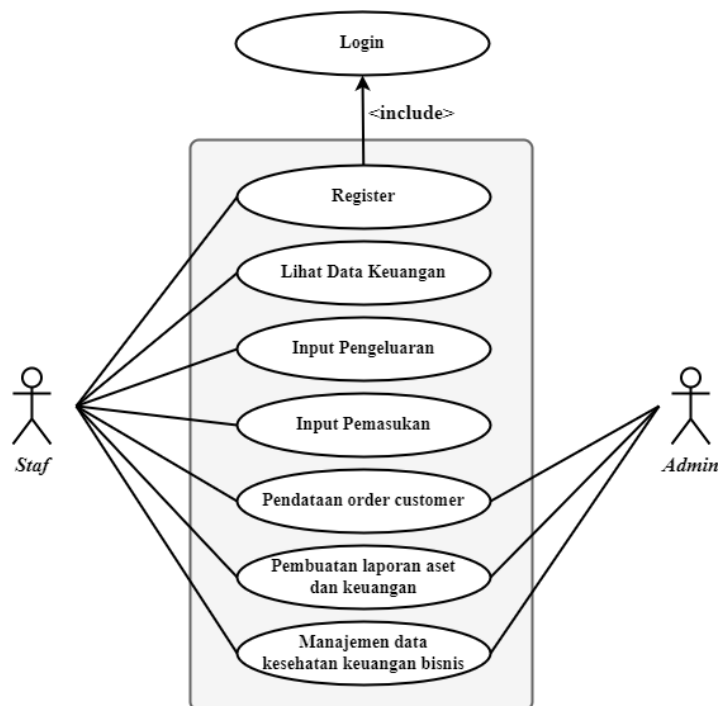 Login
<include>
Register
Lihat Data Keuangan
Input Pengeluaran
Input Pemasukan
Staf
Admin
Pendataan order customer
Pembuatan laporan aset
dan keuangan
Manajemen data
kesehatan keuangan bisnis